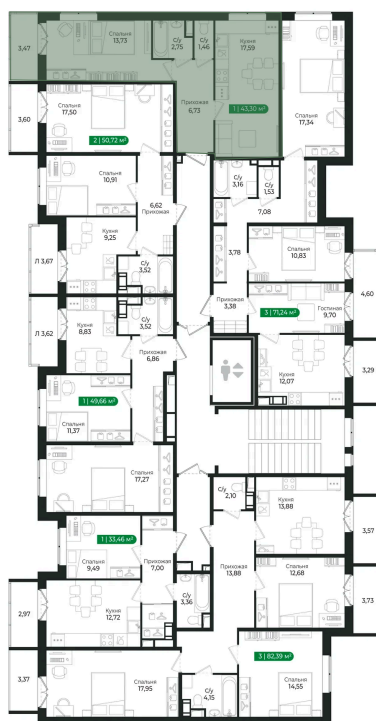 3,47
Спальня
13,73
С/у
2,75
С/у
1,46
Кухня
17,59
Прихожая
6,73
1 | 43,30 м²
Спальня
17,34
3,60
Спальня
17,50
2 | 50,72 м²
Спальня
10,91
6,62
Прихожая
С/у
3,16
С/у
1,53
7,08
Кухня
9,25
Л 3,67
С/у
3,52
3,78
Спальня
10,83
4,60
Прихожая
3,38
3 | 71,24 м²
Гостиная
9,70
Л 3,62
Кухня
8,83
С/у
3,52
Прихожая
6,86
Кухня
12,07
3,29
1 | 49,66 м²
Спальня
11,37
Спальня
17,27
С/у
2,10
Кухня
13,88
3,57
1 | 33,46 м²
Спальня
9,49
Прихожая
7,00
Прихожая
13,88
Спальня
12,68
3,73
2,97
Кухня
12,72
С/у
3,36
3,37
Спальня
17,95
С/у
4,15
3 | 82,39 м²
Спальня
14,55